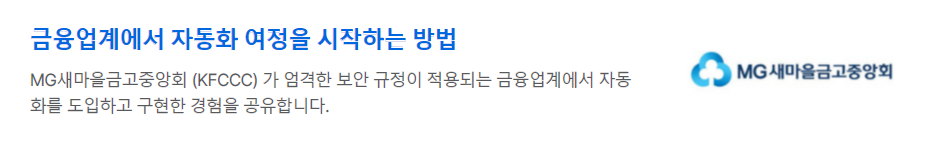 금융업계에서 자동화 여정을 시작하는 방법
MG새마을금고중앙회 (KFCCC) 가 엄격한 보안 규정이 적용되는 금융업계에서 자동
화를 도입하고 구현한 경험을 공유합니다.
MG새마을금고중앙회